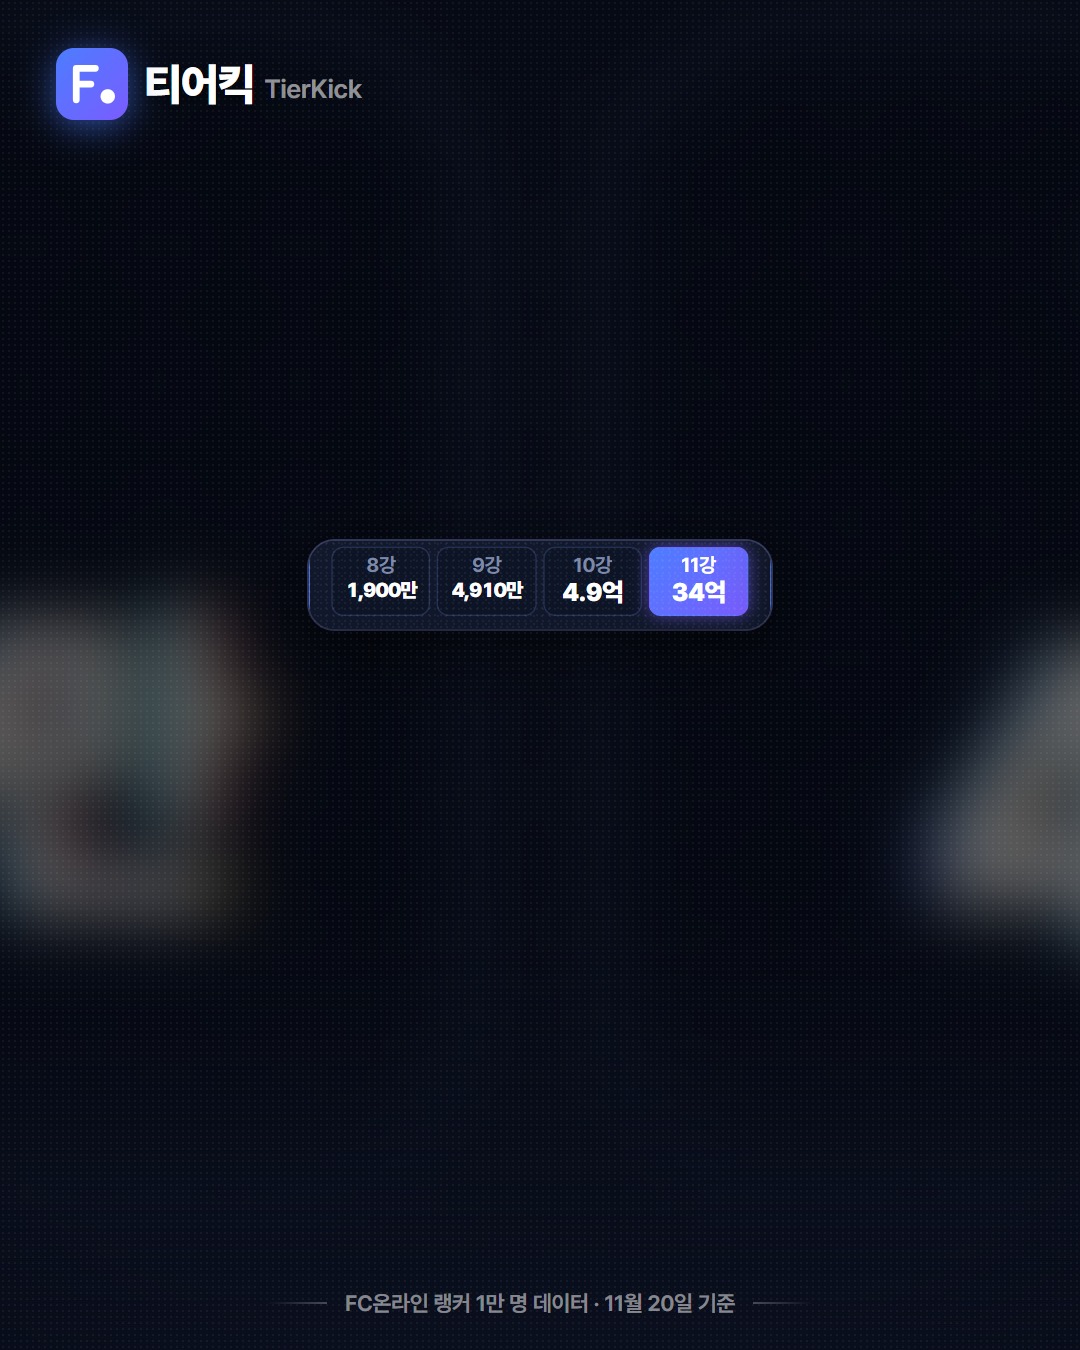 F.
티어킥 TierKick
8강 9강 10강 11강
1,900만 4,910만 4.9억 34억
FC온라인 랭커 1만 명 데이터 · 11월 20일 기준